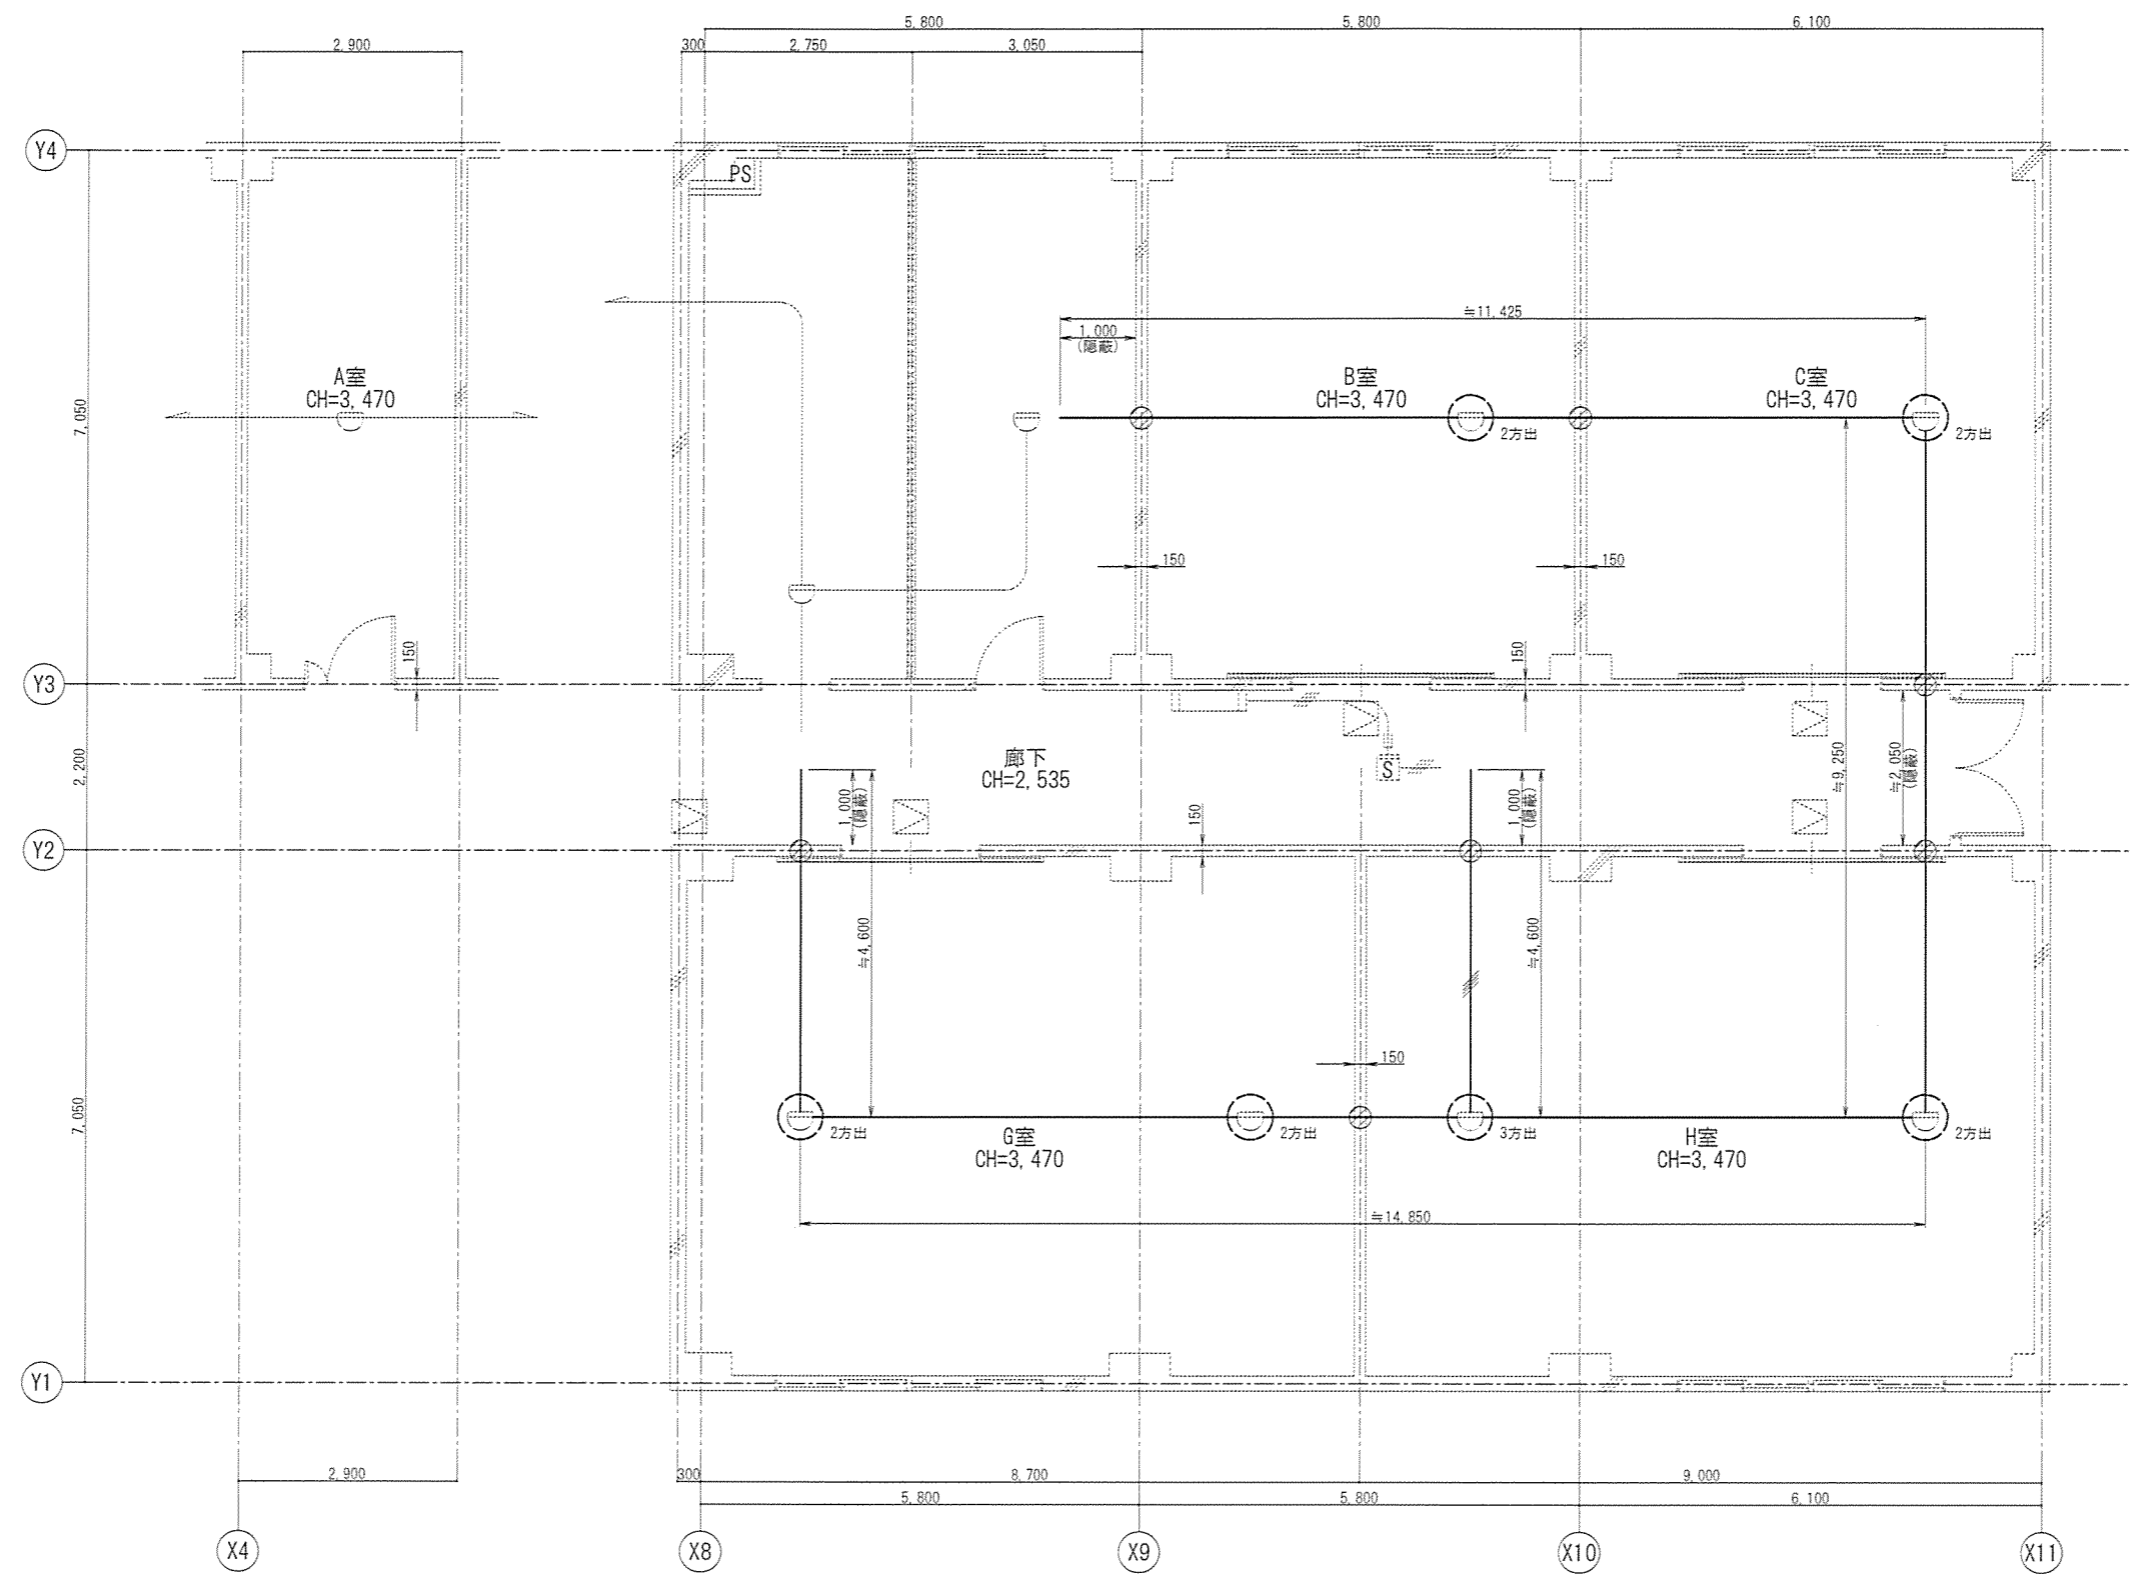 5,800
5,800
6,100
2,900
300
2,750
3,050
Y4
PS
≒11,425
1,000
(隠蔽)
A室
CH=3,470
B室
CH=3,470
C室
CH=3,470
7,050
2方出
2方出
150
150
150
150
Y3
2,200
廊下
CH=2,535
S
1,000
(隠蔽)
1,000
(隠蔽)
≒9,250
≒2,050
(隠蔽)
150
Y2
≒4,600
≒4,600
150
7,050
2方出
G室
CH=3,470
2方出
3方出
H室
CH=3,470
2方出
≒14,850
Y1
2,900
300
8,700
9,000
5,800
5,800
6,100
X4
X8
X9
X10
X11